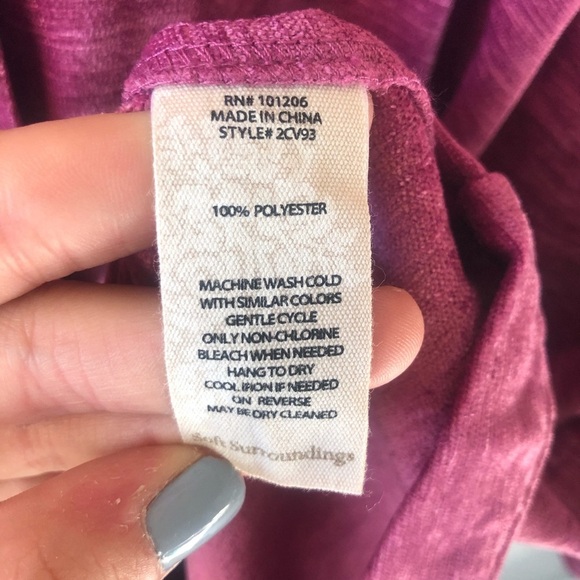 RN# 101206
MADE IN CHINA
STYLE# 2CV93
100% POLYESTER
MACHINE WASH COLD
WITH SIMILAR COLORS
GENTLE CYCLE
ONLY NON-CHLORINE
BLEACH WHEN NEEDED
HANG TO DRY
COOL IRON IF NEEDED
ON REVERSE
MAY BE DRY CLEANED
Soft Surroundings